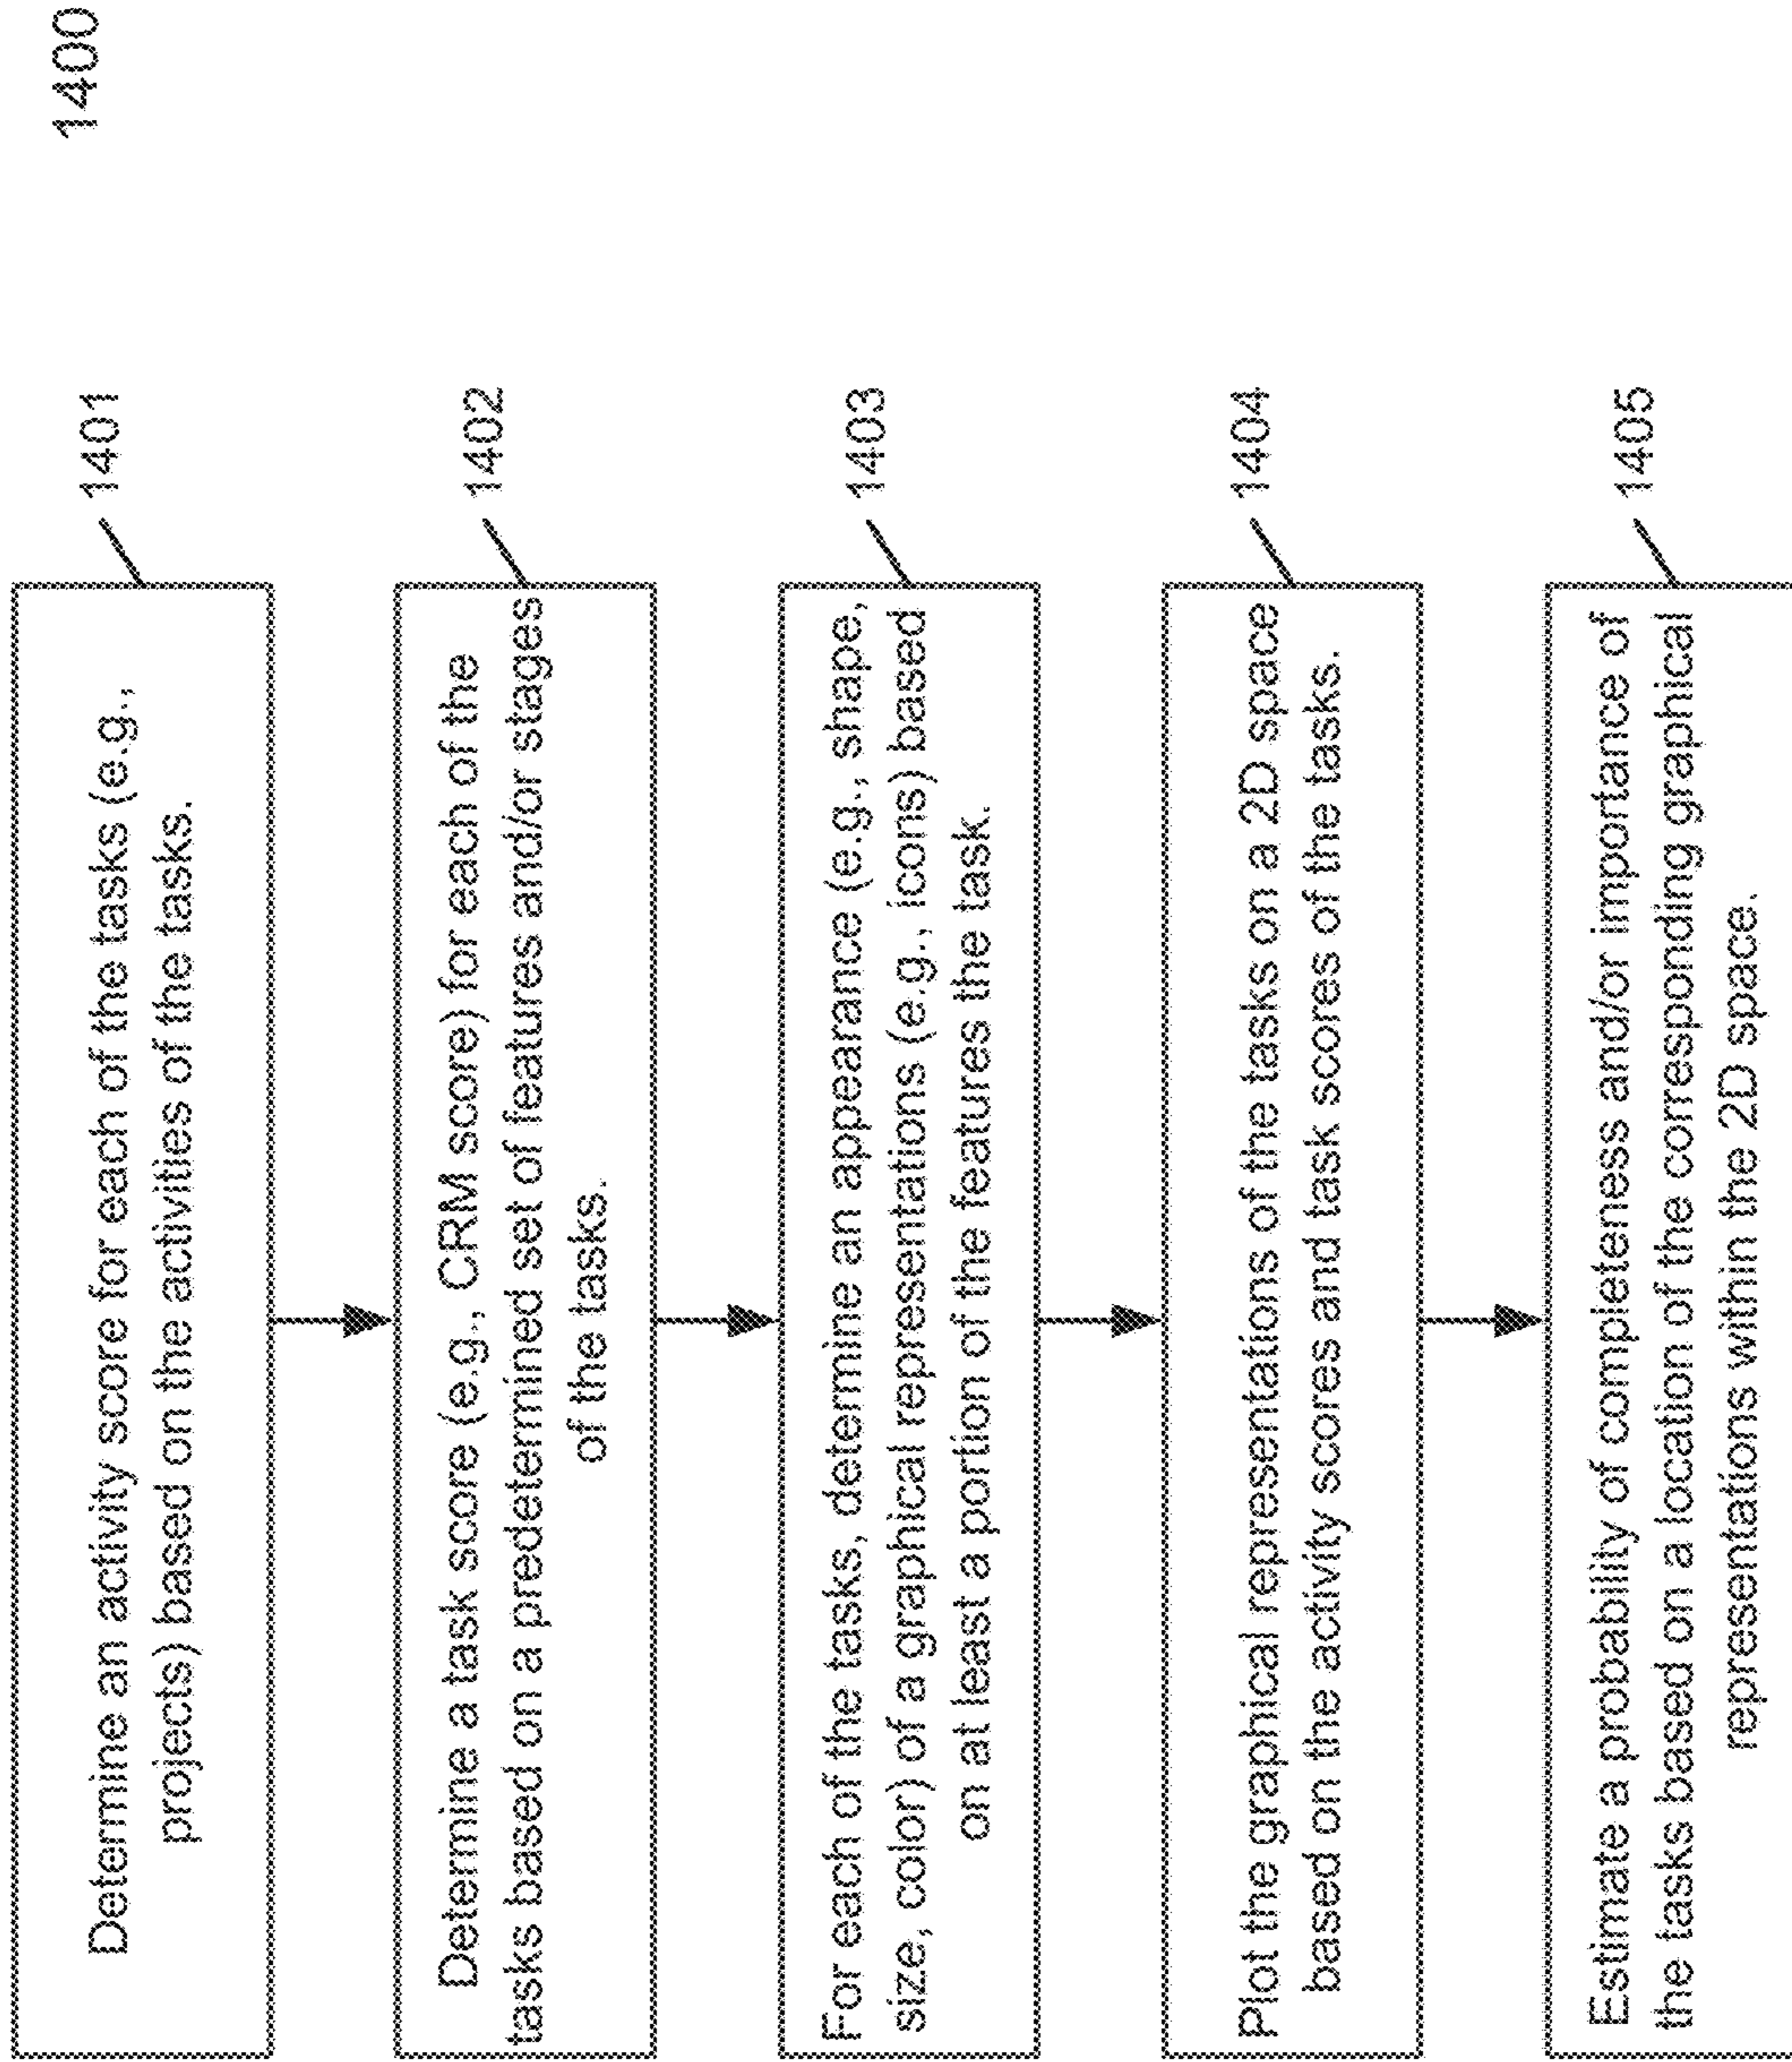 1400
Determine an activity score for each of the tasks (e.g.,
projects) based on the activities of the tasks.
1401
Determine a task score (e.g., CRM score) for each of the
tasks based on a predetermined set of features and/or stages
of the tasks.
1402
For each of the tasks, determine an appearance (e.g., shape,
size, color) of a graphical representations (e.g., icons) based
on at least a portion of the features the task.
1403
Plot the graphical representations of the tasks on a 2D space
based on the activity scores and task scores of the tasks.
1404
Estimate a probability of completeness and/or importance of
the tasks based on a location of the corresponding graphical
representations within the 2D space.
1405